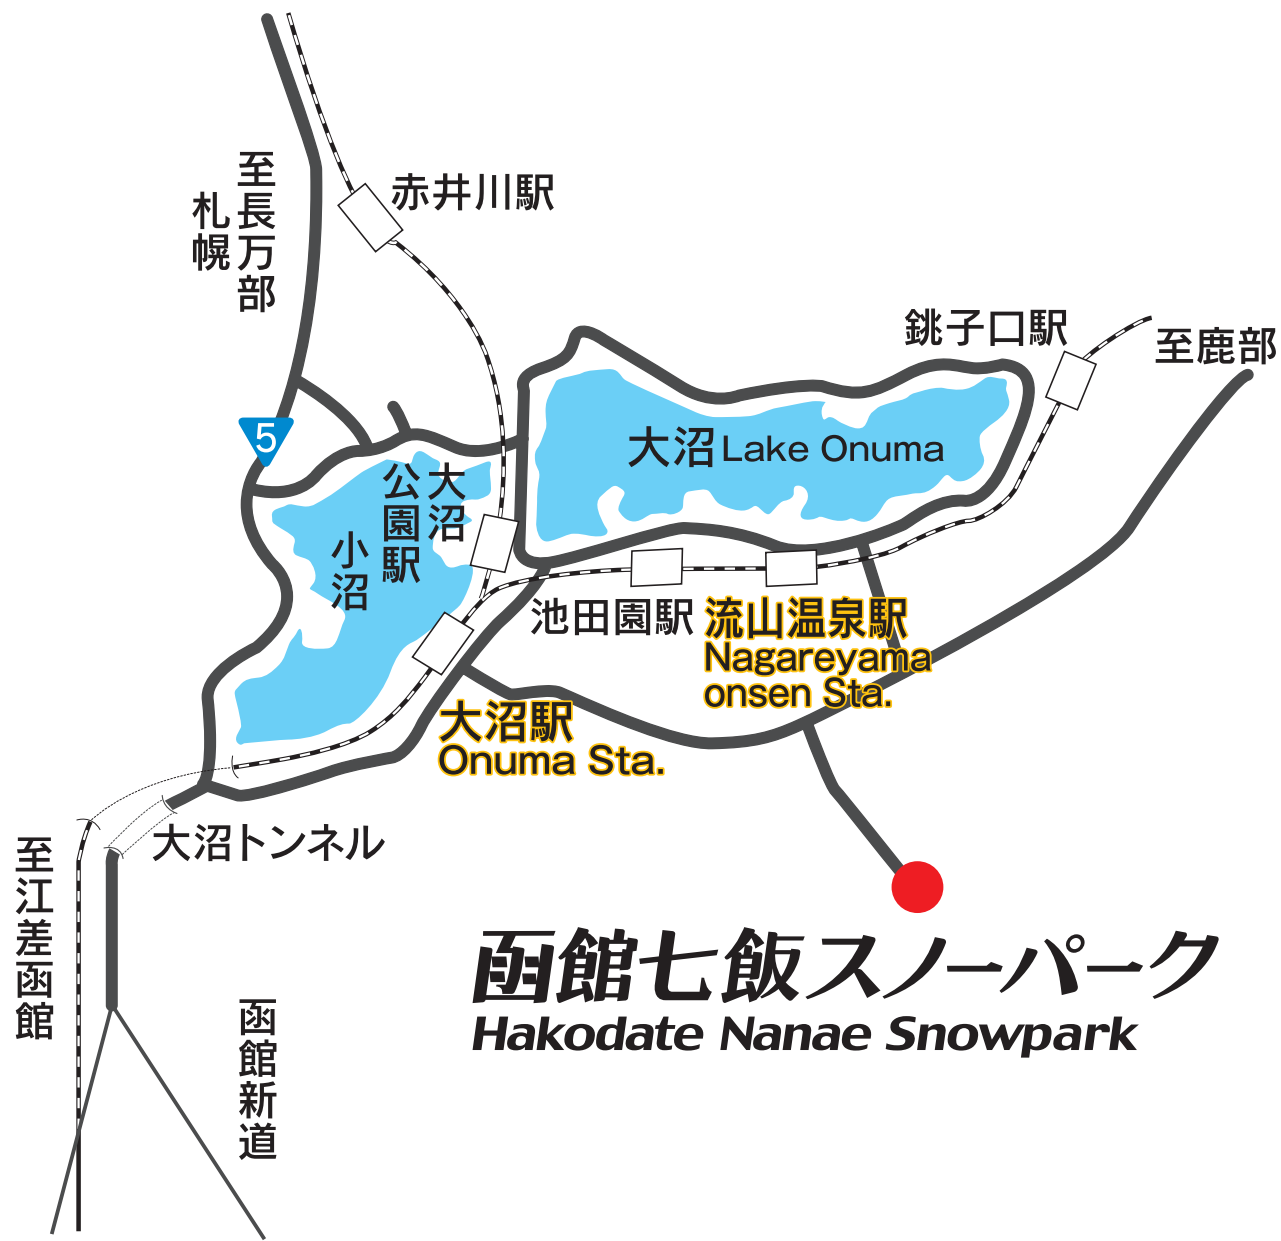 赤井川駅
至長万部
札幌
銚子口駅
至鹿部
5
大沼 Lake Onuma
大沼
公園駅
小沼
池田園駅
流山温泉駅
Nagareyama
onsen Sta.
大沼駅
Onuma Sta.
大沼トンネル
至江差函館
函館新道
函館七飯スノーパーク
Hakodate Nanae Snowpark